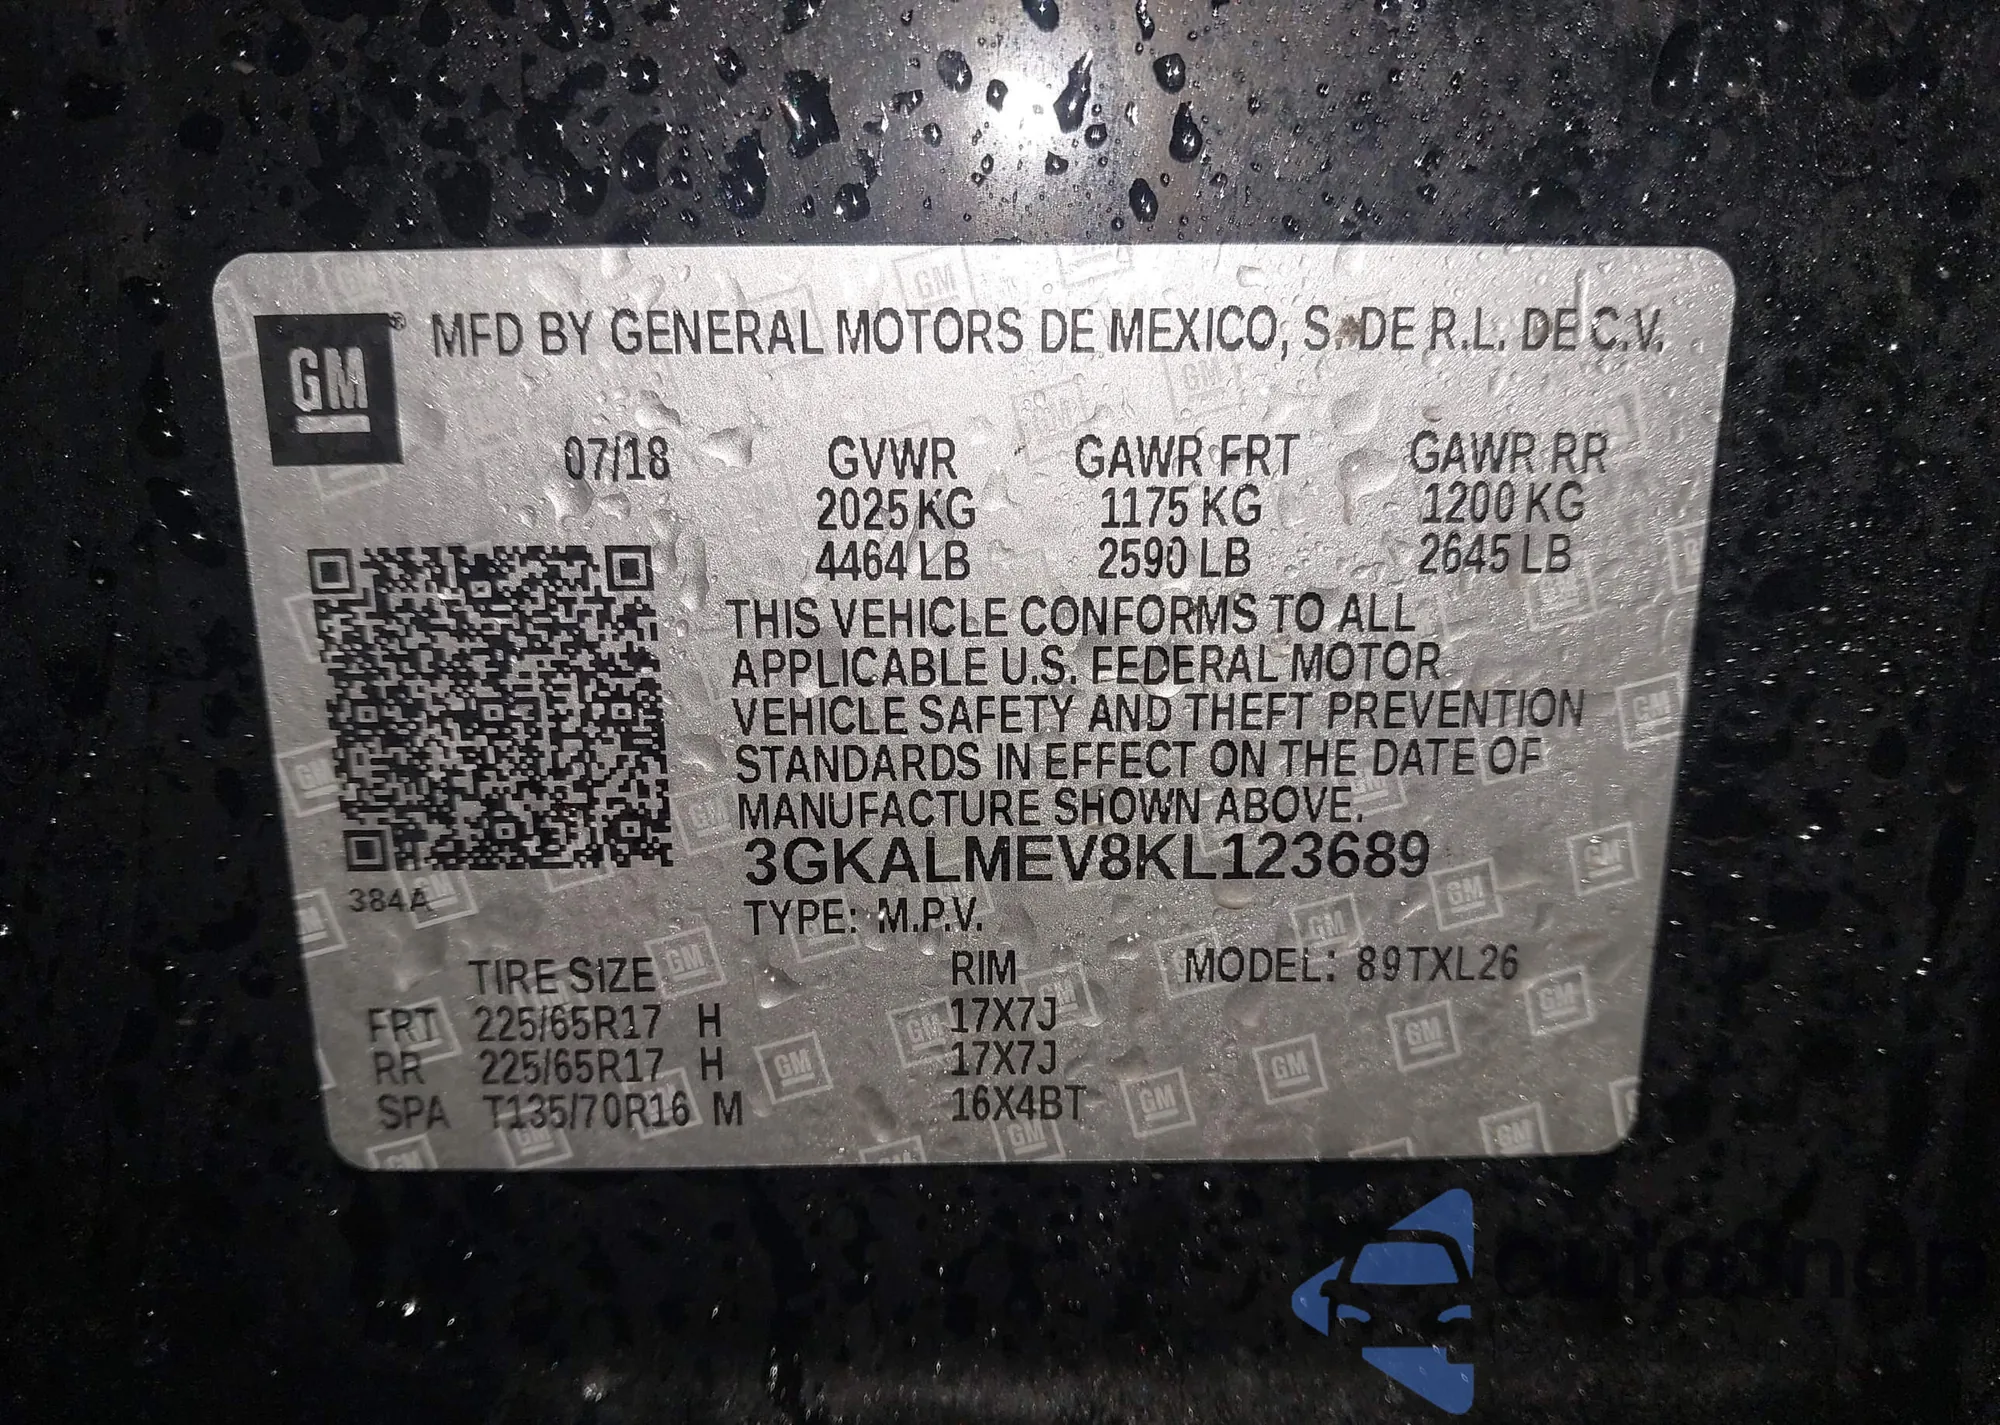 GM
MFD BY GENERAL MOTORS DE MEXICO, S. DE R.L. DE C.V.
07/18 GVWR GAWR FRT GAWR RR
2025 KG 1175 KG 1200 KG
4464 LB 2590 LB 2645 LB
THIS VEHICLE CONFORMS TO ALL
APPLICABLE U.S. FEDERAL MOTOR
VEHICLE SAFETY AND THEFT PREVENTION
STANDARDS IN EFFECT ON THE DATE OF
MANUFACTURE SHOWN ABOVE.
3GKALMEV8KL123689
384A
TYPE: M.P.V.
TIRE SIZE RIM MODEL: 89TXL26
FRT 225/65R17 H 17X7J
RR 225/65R17 H 17X7J
SPA T135/70R16 M 16X4BT